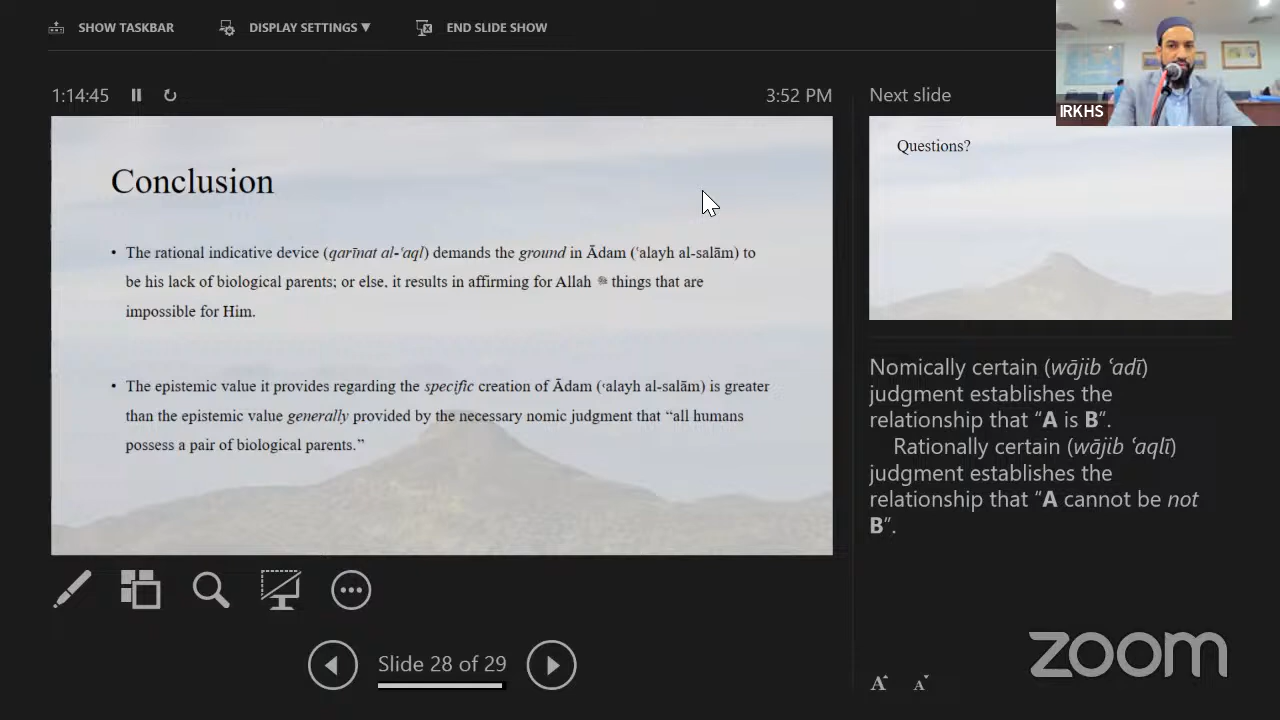 SHOW TASKBAR
DISPLAY SETTINGS ▼
END SLIDE SHOW
1:14:45
3:52 PM
Next slide
IRKHS
Conclusion
• The rational indicative device (qarīnat al-ʿaql) demands the ground in Ādam (ʿalayh al-salām) to
be his lack of biological parents; or else, it results in affirming for Allah ﷻ things that are
impossible for Him.
• The epistemic value it provides regarding the specific creation of Ādam (ʿalayh al-salām) is greater
than the epistemic value generally provided by the necessary nomic judgment that “all humans
possess a pair of biological parents.”
Questions?
Nomically certain (wājib ʿadī)
judgment establishes the
relationship that “A is B”.
Rationally certain (wājib ʿaqlī)
judgment establishes the
relationship that “A cannot be not
B”.
Slide 28 of 29
A A
zoom